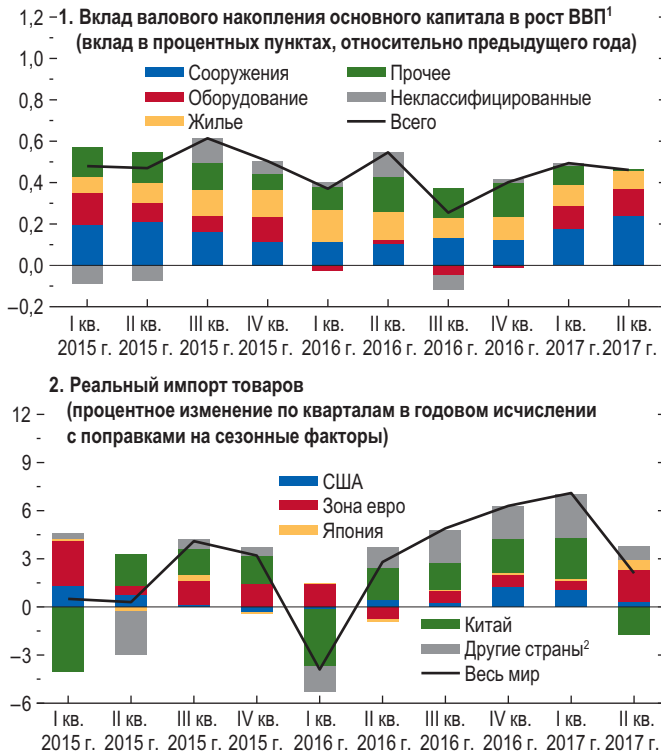 1. Вклад валового накопления основного капитала в рост ВВП¹
(вклад в процентных пунктах, относительно предыдущего года)
Сооружения
Прочее
Оборудование
Неклассифицированные
Жилье
Всего
1,2
1,0
0,8
0,6
0,4
0,2
0,0
–0,2
I кв. II кв. III кв. IV кв. I кв. II кв. III кв. IV кв. I кв. II кв.
2015 г. 2015 г. 2015 г. 2015 г. 2016 г. 2016 г. 2016 г. 2016 г. 2017 г. 2017 г.
2. Реальный импорт товаров
(процентное изменение по кварталам в годовом исчислении
с поправками на сезонные факторы)
США
Зона евро
Япония
Китай
Другие страны²
Весь мир
12
9
6
3
0
–3
–6
I кв. II кв. III кв. IV кв. I кв. II кв. III кв. IV кв. I кв. II кв.
2015 г. 2015 г. 2015 г. 2015 г. 2016 г. 2016 г. 2016 г. 2016 г. 2017 г. 2017 г.